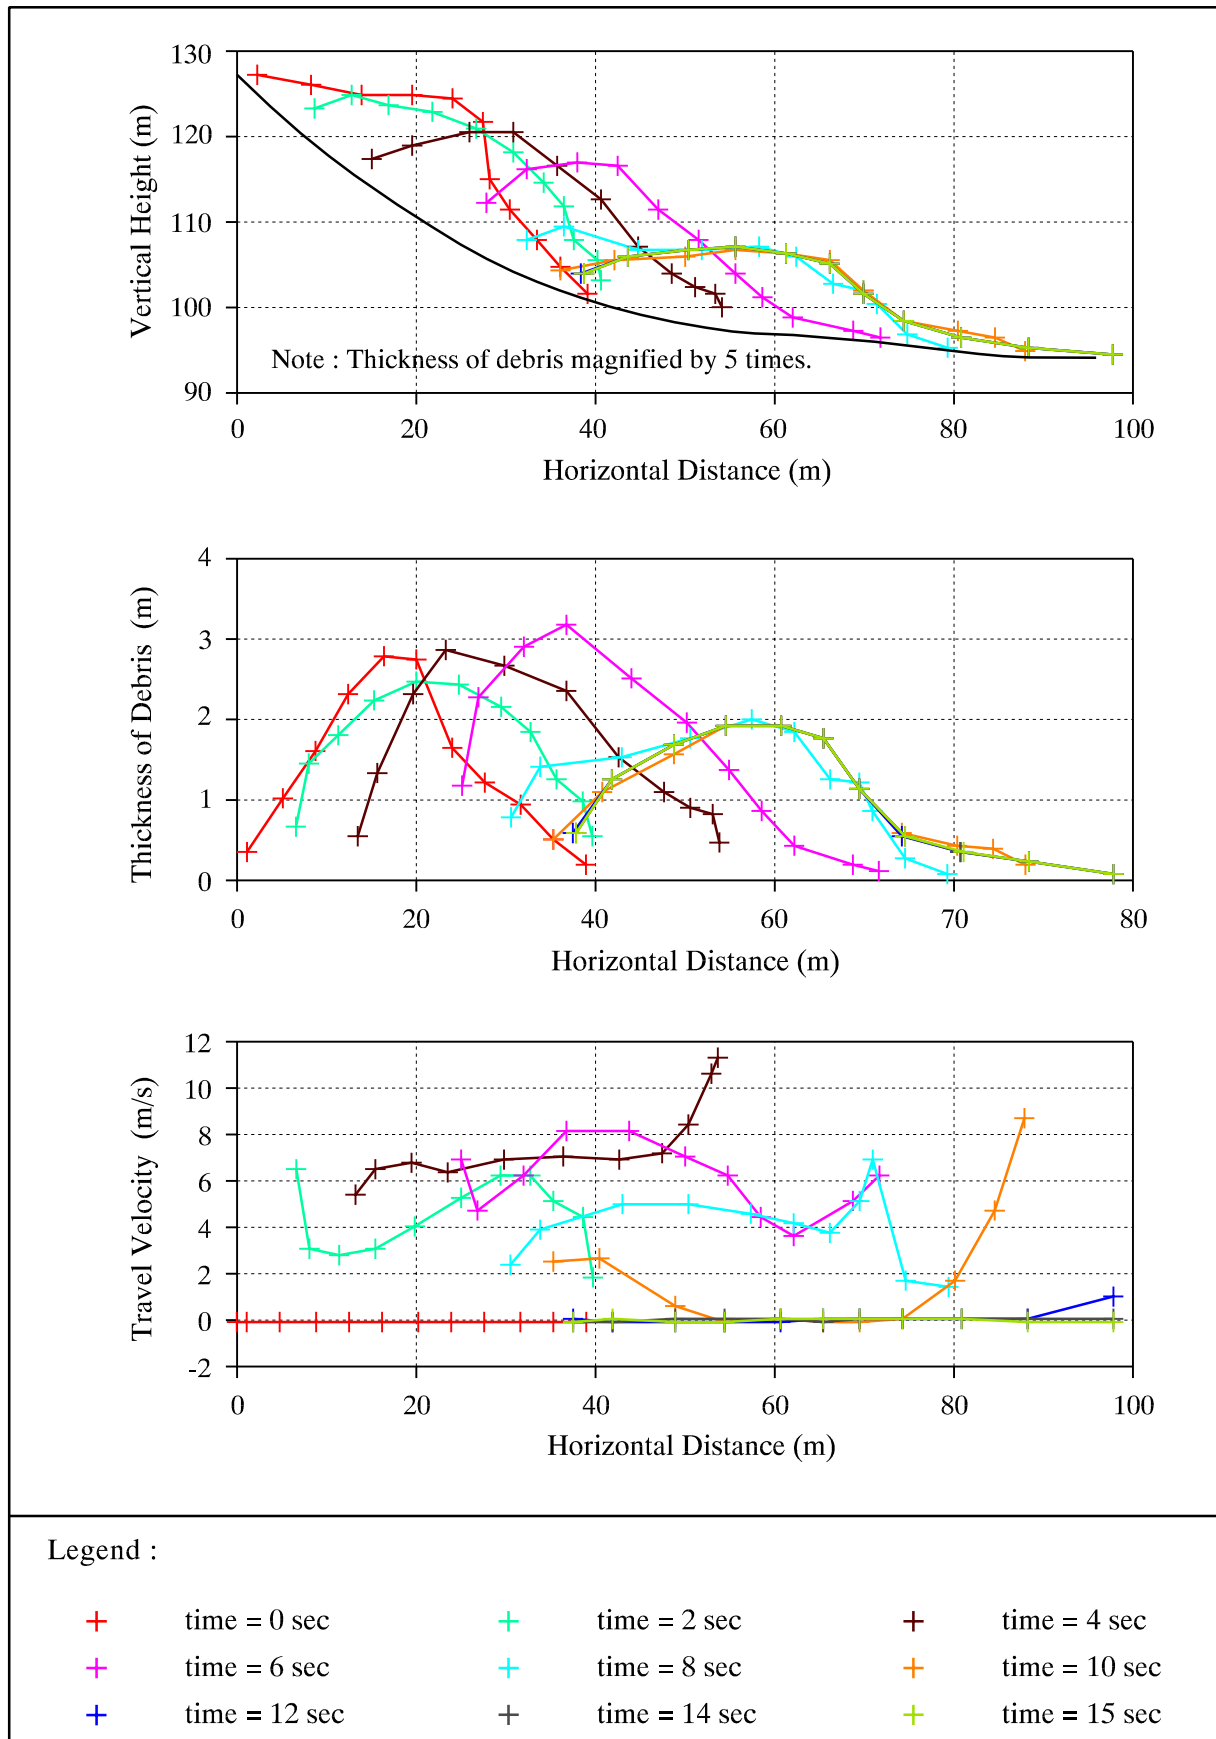 130
120
110
100
90
Vertical Height (m)
Note : Thickness of debris magnified by 5 times.
0 20 40 60 80 100
Horizontal Distance (m)
4
3
2
1
0
Thickness of Debris (m)
0 20 40 60 70 80
Horizontal Distance (m)
12
10
8
6
4
2
0
-2
Travel Velocity (m/s)
0 20 40 60 80 100
Horizontal Distance (m)
Legend :
time = 0 sec time = 2 sec time = 4 sec
time = 6 sec time = 8 sec time = 10 sec
time = 12 sec time = 14 sec time = 15 sec